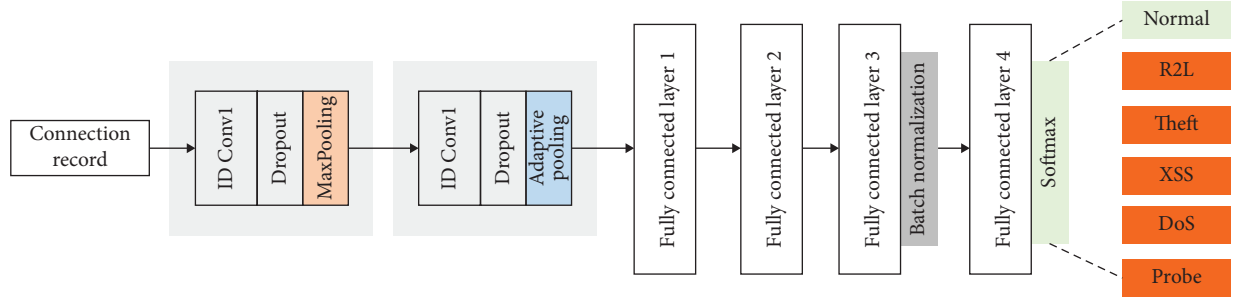 Connection
record
ID Conv1
Dropout
MaxPooling
ID Conv1
Dropout
Adaptive
pooling
Fully connected layer 1
Fully connected layer 2
Fully connected layer 3
Batch normalization
Fully connected layer 4
Softmax
Normal
R2L
Theft
XSS
DoS
Probe